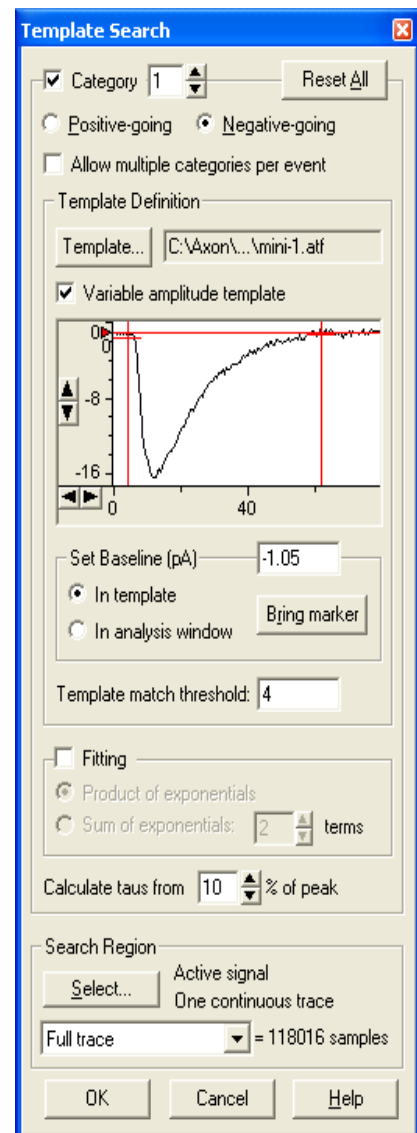 Template Search
Category 1 Reset All
Positive-going Negative-going
Allow multiple categories per event
Template Definition
Template... C:\Axon\...\mini-1.atf
Variable amplitude template
0
0
-8
-16
0 40
Set Baseline (pA) -1.05
In template
In analysis window
Bring marker
Template match threshold: 4
Fitting
Product of exponentials
Sum of exponentials: 2 terms
Calculate taus from 10 % of peak
Search Region
Select...
Active signal
One continuous trace
Full trace = 118016 samples
OK Cancel Help